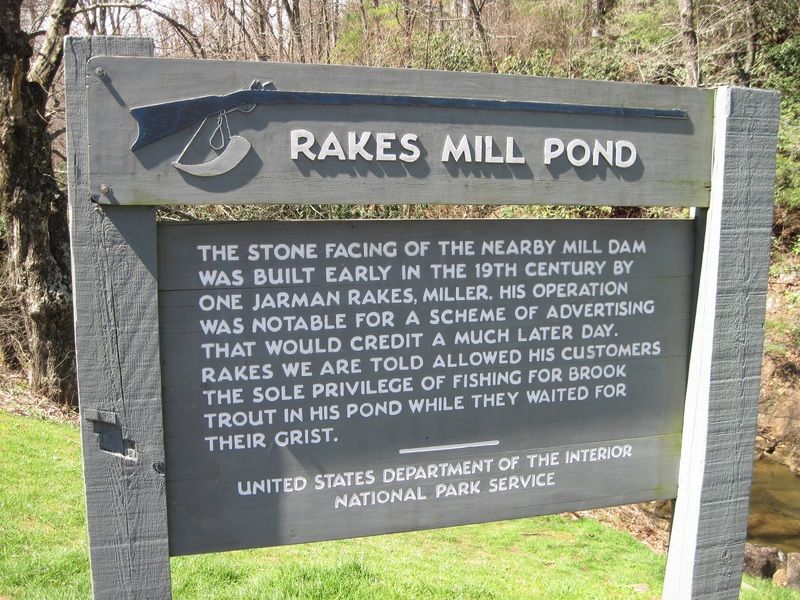 RAKES MILL POND
THE STONE FACING OF THE NEARBY MILL DAM
WAS BUILT EARLY IN THE 19TH CENTURY BY
ONE JARMAN RAKES, MILLER. HIS OPERATION
WAS NOTABLE FOR A SCHEME OF ADVERTISING
THAT WOULD CREDIT A MUCH LATER DAY.
RAKES WE ARE TOLD ALLOWED HIS CUSTOMERS
THE SOLE PRIVILEGE OF FISHING FOR BROOK
TROUT IN HIS POND WHILE THEY WAITED FOR
THEIR GRIST.
UNITED STATES DEPARTMENT OF THE INTERIOR
NATIONAL PARK SERVICE